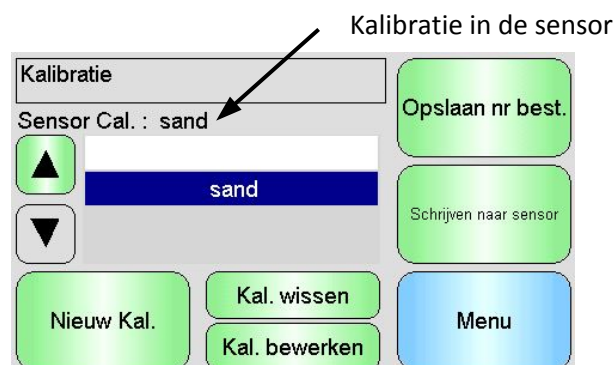 Kalibratie in de sensor
Kalibratie
Sensor Cal. : sand
sand
Opslaan nr best.
Schrijven naar sensor
Nieuw Kal.
Kal. wissen
Kal. bewerken
Menu